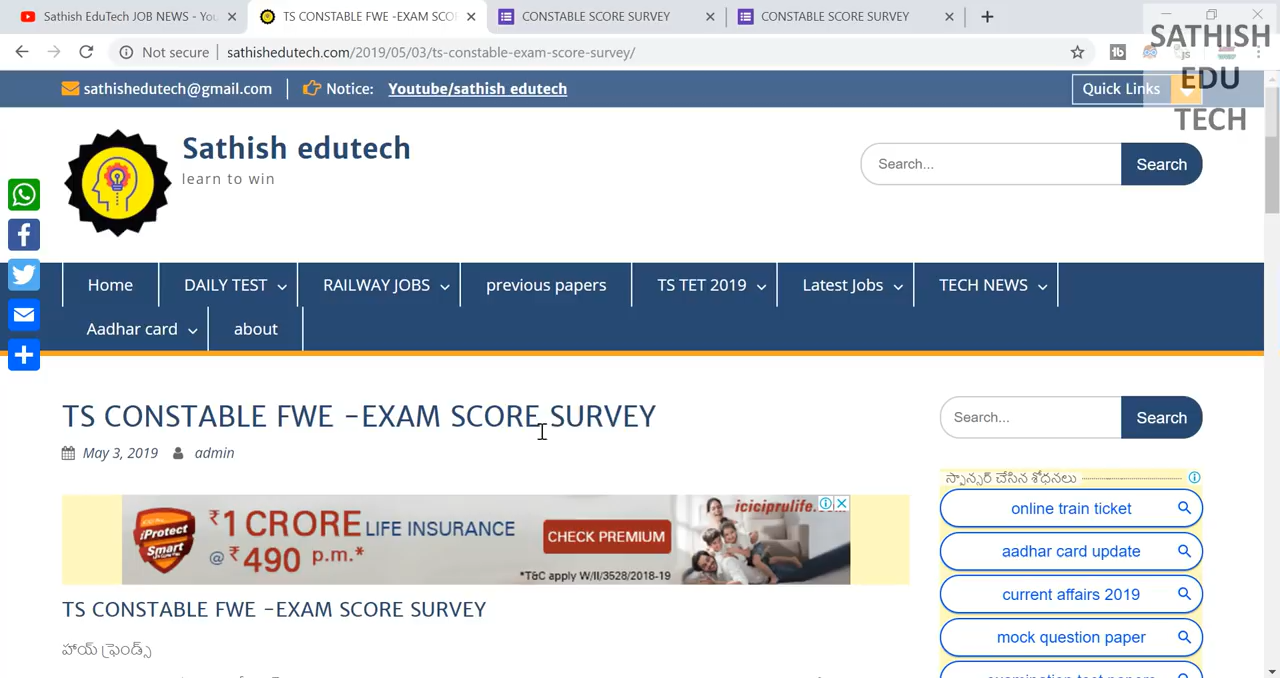 Sathish EduTech JOB NEWS - You
TS CONSTABLE FWE -EXAM SCO
CONSTABLE SCORE SURVEY
CONSTABLE SCORE SURVEY
Not secure
sathishedutech.com/2019/05/03/ts-constable-exam-score-survey/
SATHISH
EDU
TECH
sathishedutech@gmail.com
Notice: Youtube/sathish edutech
Quick Links
Sathish edutech
learn to win
Search...
Search
Home
DAILY TEST
RAILWAY JOBS
previous papers
TS TET 2019
Latest Jobs
TECH NEWS
Aadhar card
about
TS CONSTABLE FWE -EXAM SCORE SURVEY
May 3, 2019
admin
Search...
Search
iProtect
Smart
₹1 CRORE LIFE INSURANCE
@ ₹490 p.m.*
CHECK PREMIUM
iciciprulife.
*T&C apply W/II/3528/2018-19
స్పాన్సర్ చేసిన శోధనలు
online train ticket
aadhar card update
current affairs 2019
mock question paper
TS CONSTABLE FWE -EXAM SCORE SURVEY
హాయ్ ఫ్రెండ్స్